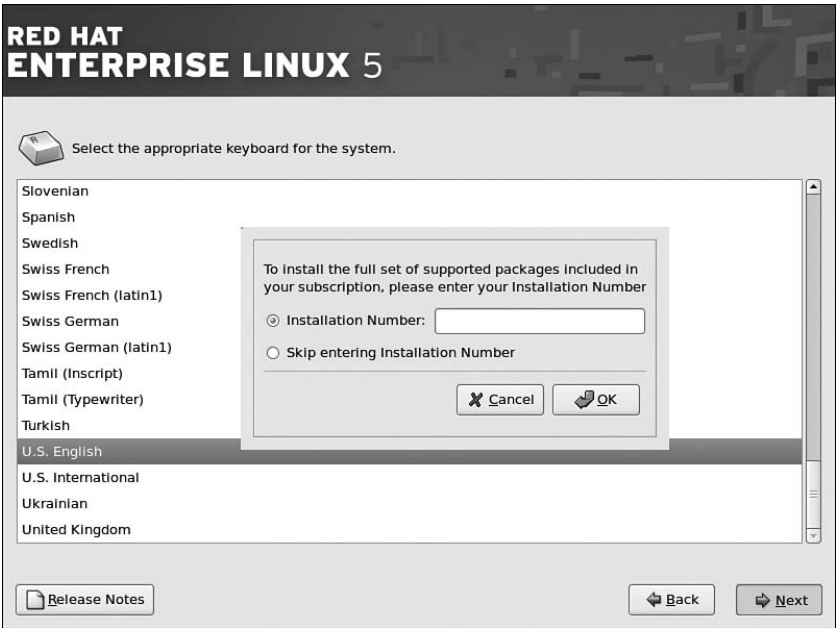 RED HAT
ENTERPRISE LINUX 5
Select the appropriate keyboard for the system.
Slovenian
Spanish
Swedish
Swiss French
Swiss French (latin1)
Swiss German
Swiss German (latin1)
Tamil (Inscript)
Tamil (Typewriter)
Turkish
U.S. English
U.S. International
Ukrainian
United Kingdom
To install the full set of supported packages included in
your subscription, please enter your Installation Number
Installation Number:
Skip entering Installation Number
Cancel
OK
Release Notes
Back
Next